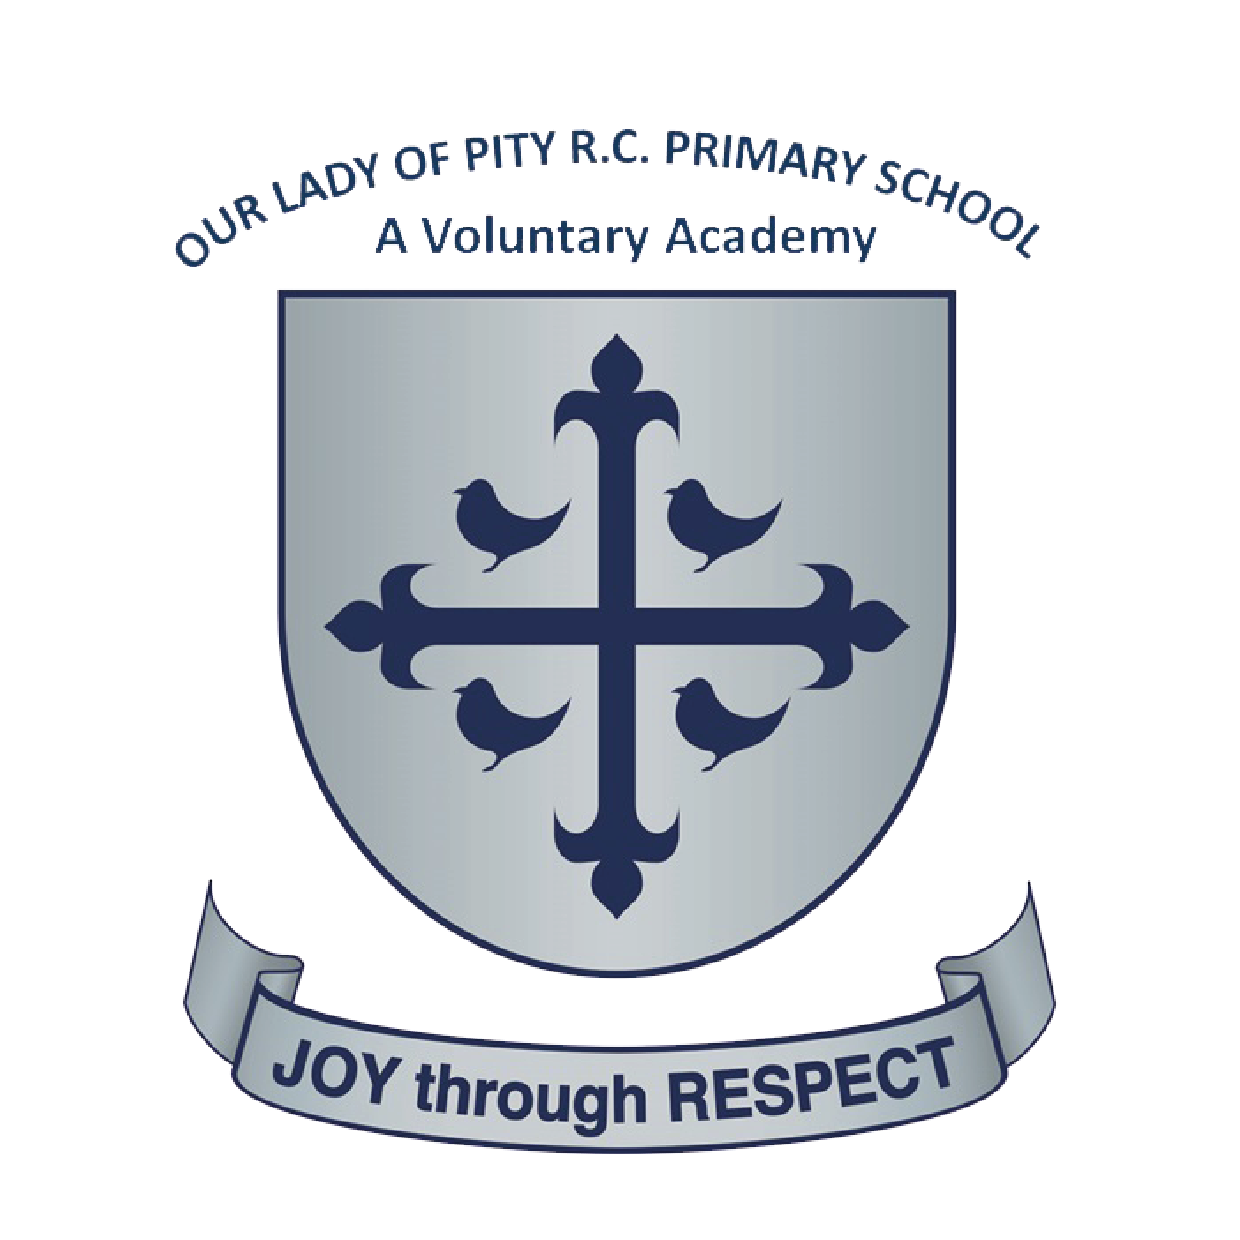 OUR LADY OF PITY R.C. PRIMARY SCHOOL
A Voluntary Academy
JOY through RESPECT